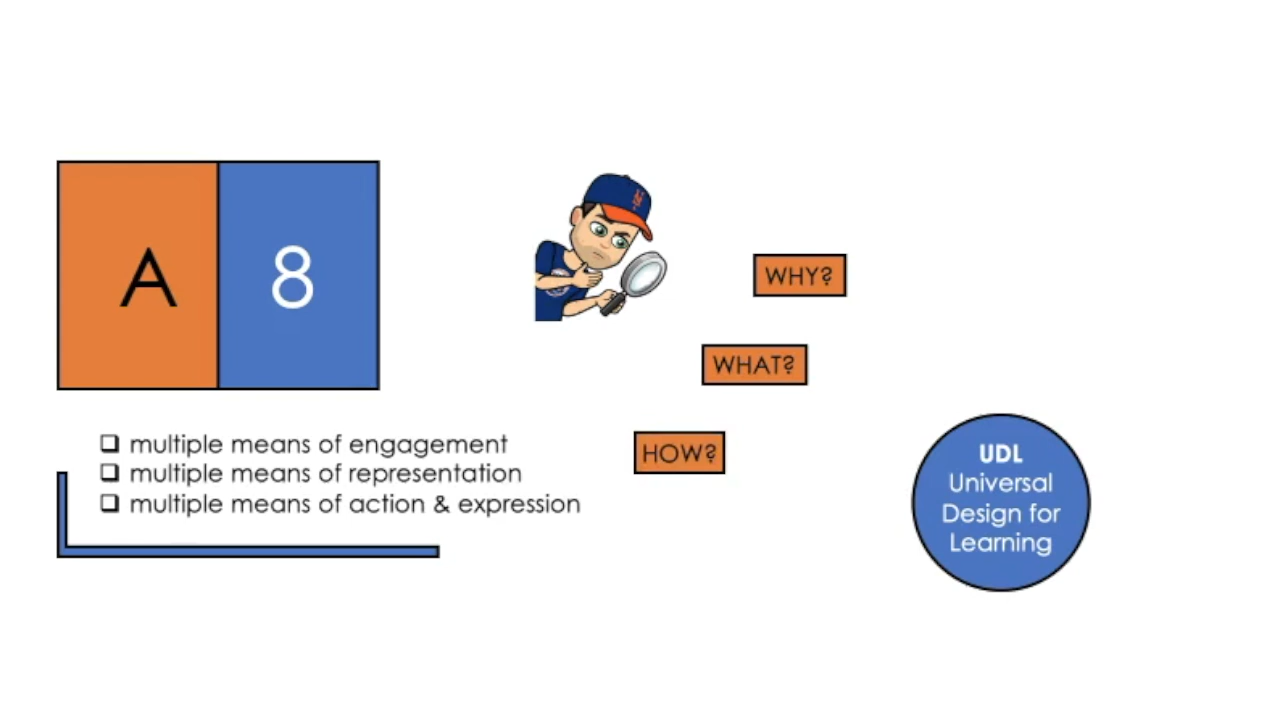 A
8
WHY?
WHAT?
HOW?
❑ multiple means of engagement
❑ multiple means of representation
❑ multiple means of action & expression
UDL
Universal
Design for
Learning